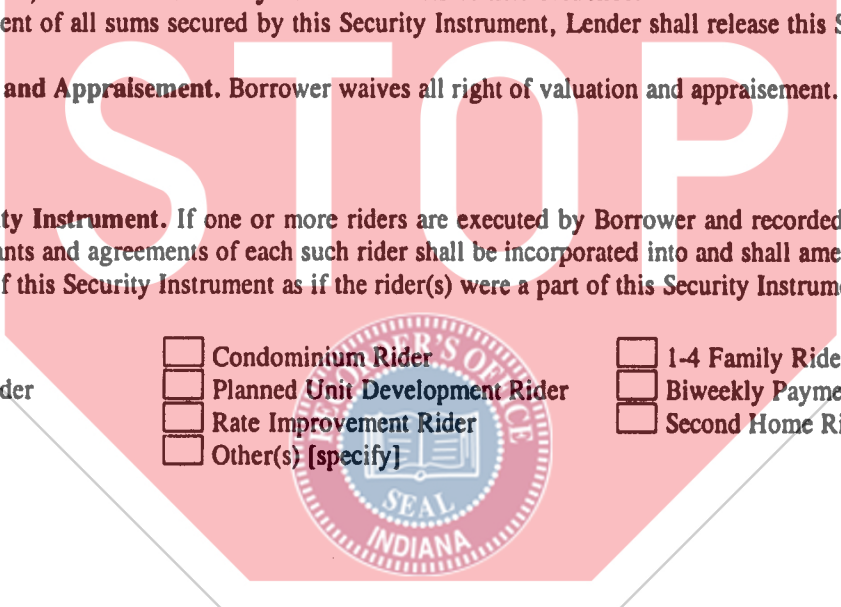 ent of all sums secured by this Security Instrument, Lender shall release this S
and Appraisement. Borrower waives all right of valuation and appraisement.
STOP
ty Instrument. If one or more riders are executed by Borrower and recorded
nts and agreements of each such rider shall be incorporated into and shall ame
f this Security Instrument as if the rider(s) were a part of this Security Instrum
Condominium Rider
1-4 Family Ride
der
Planned Unit Development Rider
Biweekly Payme
Rate Improvement Rider
Second Home Ri
Other(s) [specify]
RECORDER'S OFFICE
SEAL
INDIANA